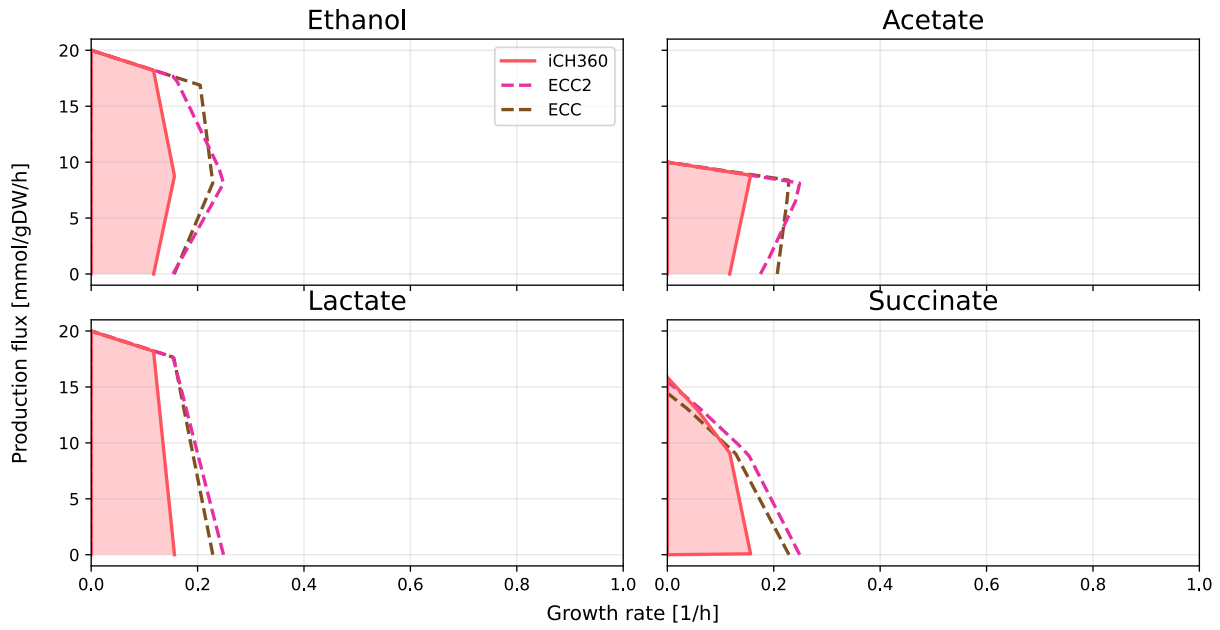 Ethanol
Acetate
20
15
10
5
0
iCH360
ECC2
ECC
Lactate
Succinate
20
15
10
5
0
0.0 0.2 0.4 0.6 0.8 1.0
0.0 0.2 0.4 0.6 0.8 1.0
Production flux [mmol/gDW/h]
Growth rate [1/h]